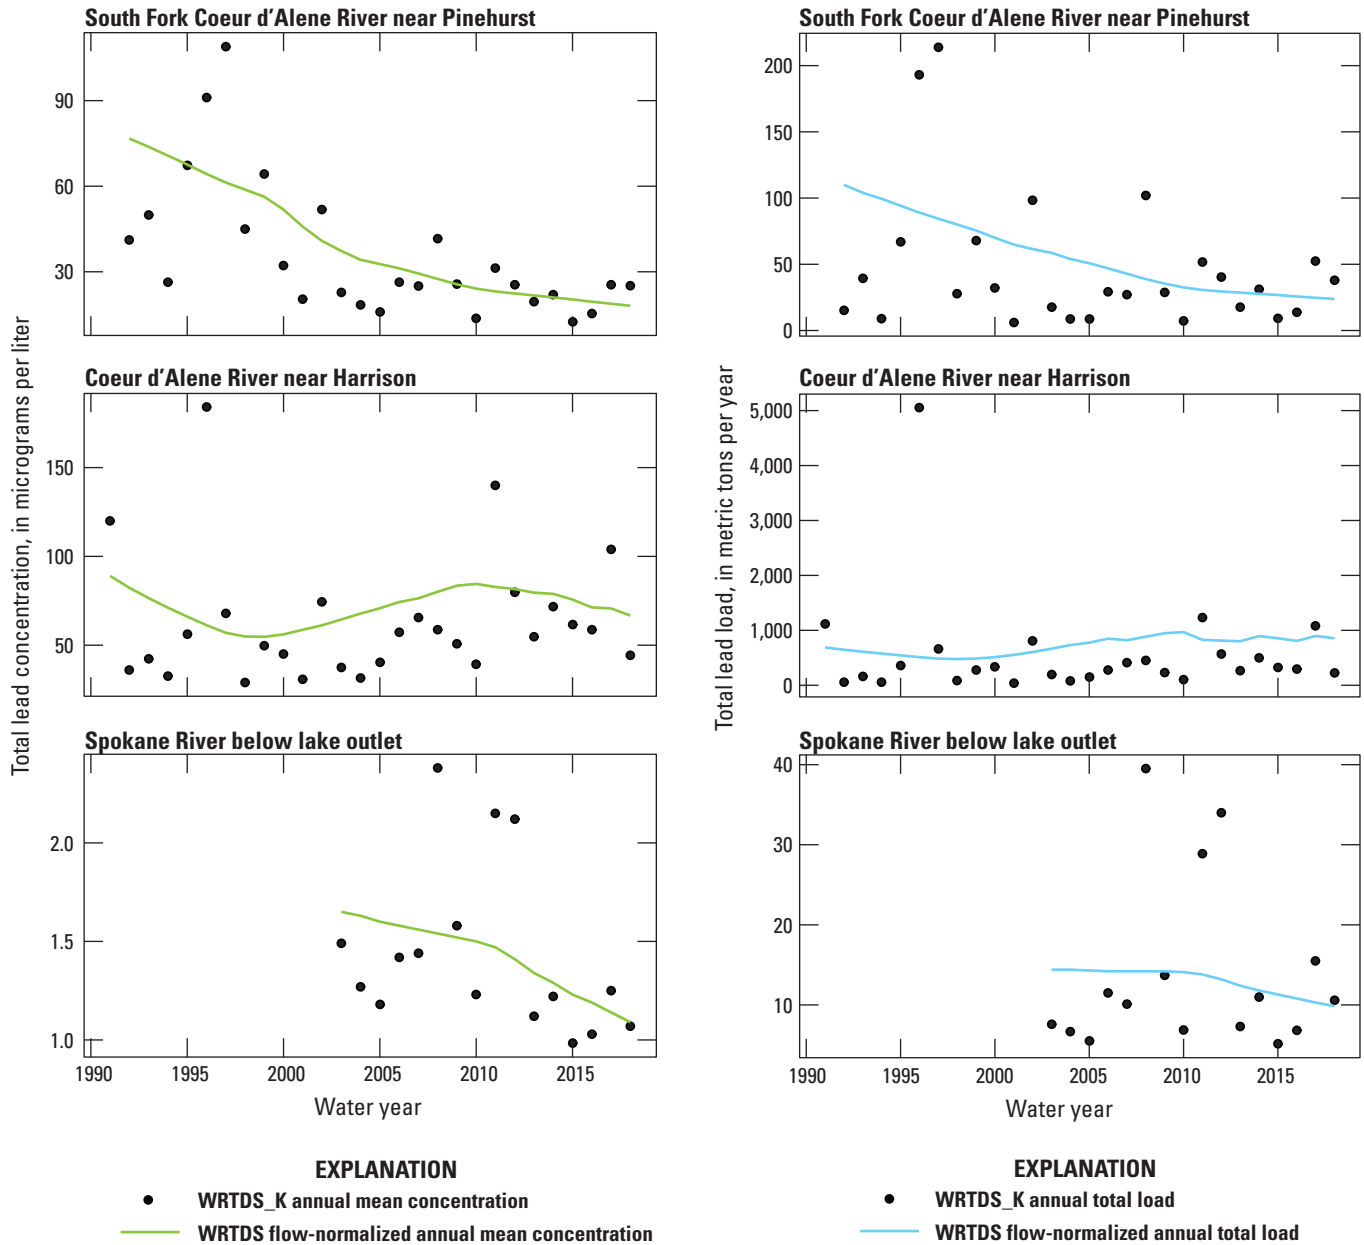 South Fork Coeur d’Alene River near Pinehurst
90
60
30
Coeur d’Alene River near Harrison
150
100
50
Spokane River below lake outlet
2.0
1.5
1.0
1990 1995 2000 2005 2010 2015
Water year
Total lead concentration, in micrograms per liter
EXPLANATION
WRTDS_K annual mean concentration
WRTDS flow-normalized annual mean concentration
South Fork Coeur d’Alene River near Pinehurst
200
150
100
50
0
Coeur d’Alene River near Harrison
5,000
4,000
3,000
2,000
1,000
0
Spokane River below lake outlet
40
30
20
10
1990 1995 2000 2005 2010 2015
Water year
Total lead load, in metric tons per year
EXPLANATION
WRTDS_K annual total load
WRTDS flow-normalized annual total load